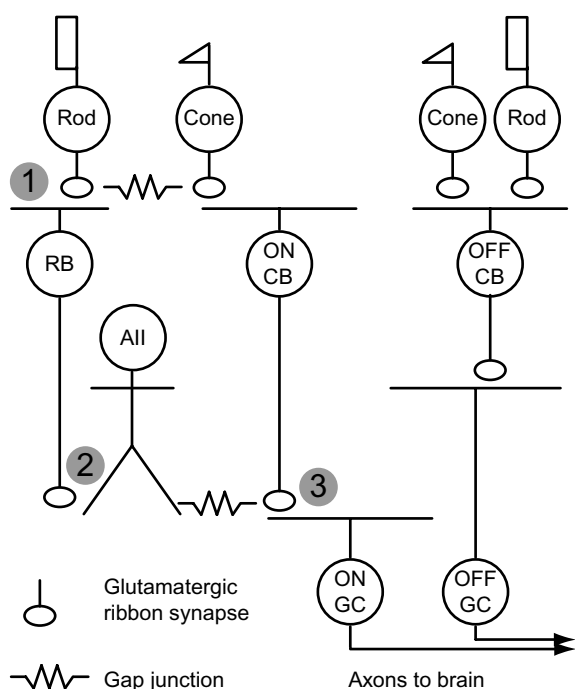 Rod
Cone
Cone
Rod
1
RB
ON
CB
OFF
CB
AII
2
3
Glutamatergic
ribbon synapse
ON
GC
OFF
GC
Gap junction
Axons to brain